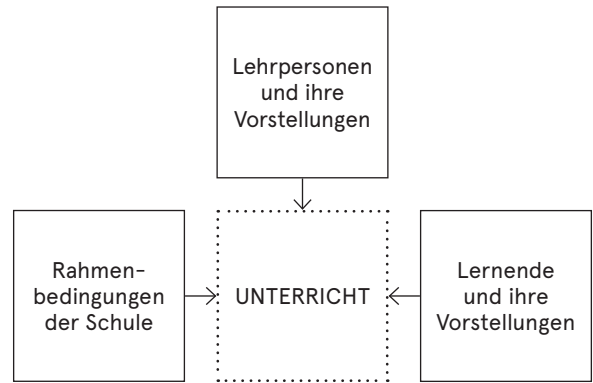 Lehrpersonen
und ihre
Vorstellungen
Rahmen-
bedingungen
der Schule
UNTERRICHT
Lernende
und ihre
Vorstellungen